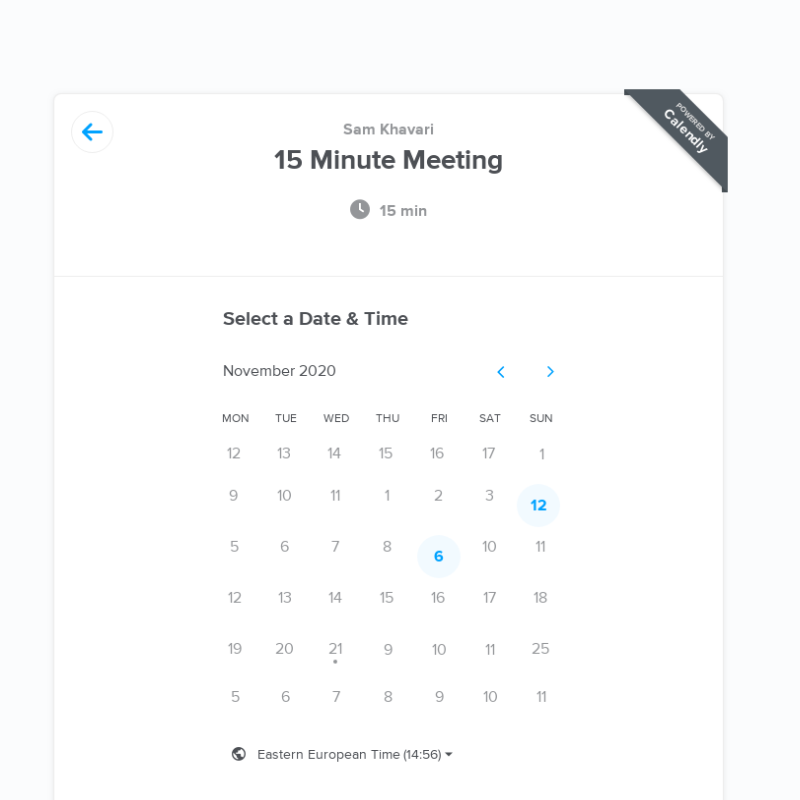 POWERED BY
Calendly
Sam Khavari
15 Minute Meeting
15 min
Select a Date & Time
November 2020
MON TUE WED THU FRI SAT SUN
12 13 14 15 16 17 1
9 10 11 1 2 3 12
5 6 7 8 6 10 11
12 13 14 15 16 17 18
19 20 21 9 10 11 25
5 6 7 8 9 10 11
Eastern European Time (14:56)